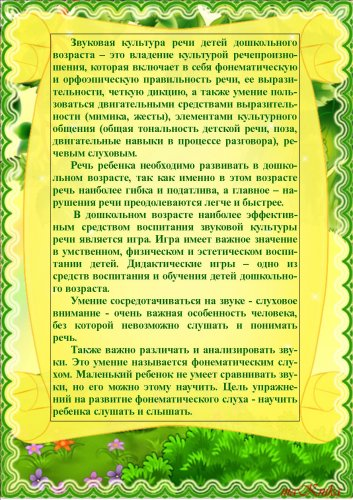 Звуковая культура речи детей дошкольного
возраста – это владение культурой речепроизно-
шения, которая включает в себя фонематическую
и орфоэпическую правильность речи, ее вырази-
тельности, четкую дикцию, а также умение поль-
зоваться двигательными средствами выразитель-
ности (мимика, жесты), элементами культурного
общения (общая тональность детской речи, поза,
двигательные навыки в процессе разговора), ре-
чевым слуховым.
Речь ребенка необходимо развивать в дошко-
льном возрасте, так как именно в этом возрасте
речь наиболее гибка и податлива, а главное – на-
рушения речи преодолеваются легче и быстрее.
В дошкольном возрасте наиболее эффектив-
ным средством воспитания звуковой культуры
речи является игра. Игра имеет важное значение
в умственном, физическом и эстетическом воспи-
тании детей. Дидактические игры – одно из
средств воспитания и обучения детей дошкольно-
го возраста.
Умение сосредотачиваться на звуке - слуховое
внимание - очень важная особенность человека,
без которой невозможно слушать и понимать
речь.
Также важно различать и анализировать зву-
ки. Это умение называется фонематическим слу-
хом. Маленький ребенок не умеет сравнивать зву-
ки, но его можно этому научить. Цель упражне-
ний на развитие фонематического слуха - научить
ребенка слушать и слышать.